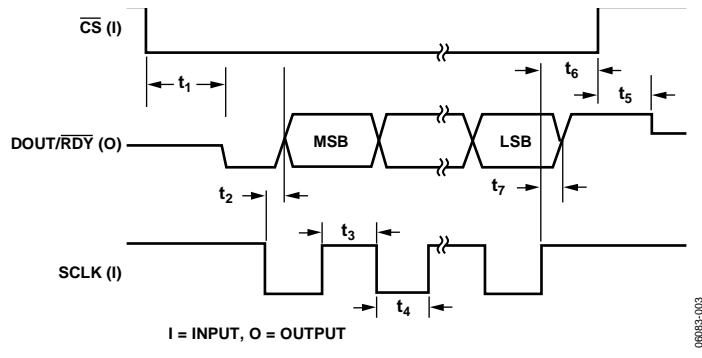 CS (I)
t1
t6
t5
DOUT/RDY (O)
MSB
LSB
t2
t7
t3
SCLK (I)
t4
I = INPUT, O = OUTPUT
06083-003